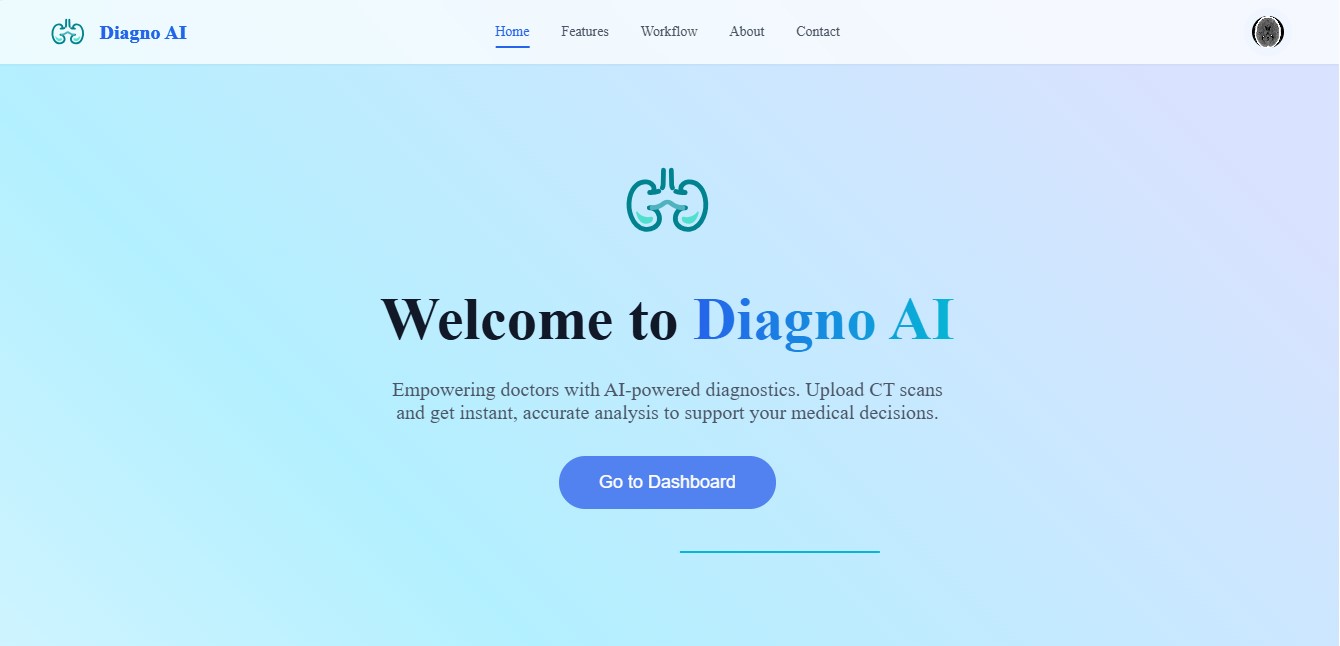 Diagno AI
Home
Features
Workflow
About
Contact
Welcome to Diagno AI
Empowering doctors with AI-powered diagnostics. Upload CT scans
and get instant, accurate analysis to support your medical decisions.
Go to Dashboard